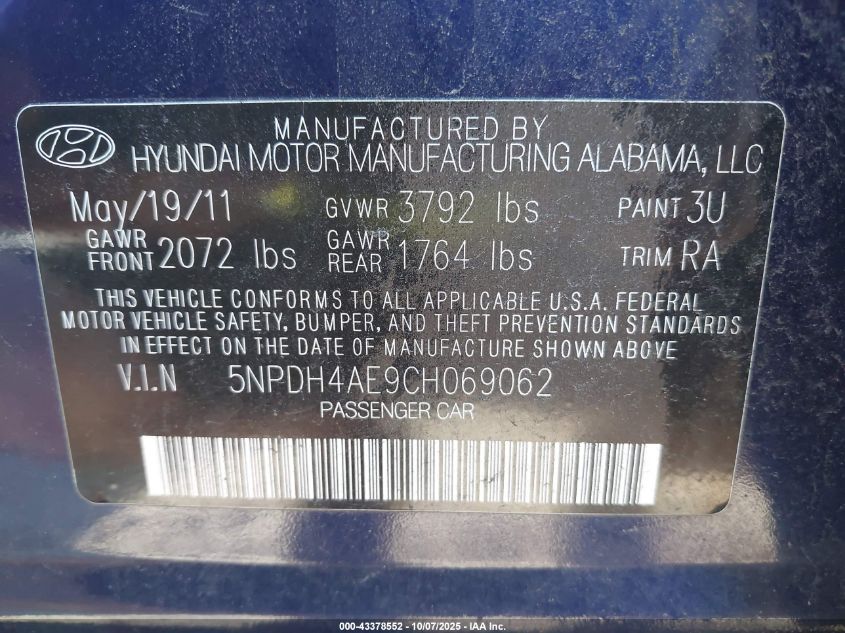 MANUFACTURED BY
HYUNDAI MOTOR MANUFACTURING ALABAMA, LLC
May/19/11 GVWR 3792 lbs PAINT 3U
GAWR FRONT 2072 lbs GAWR REAR 1764 lbs TRIM RA
THIS VEHICLE CONFORMS TO ALL APPLICABLE U.S.A. FEDERAL
MOTOR VEHICLE SAFETY, BUMPER, AND THEFT PREVENTION STANDARDS
IN EFFECT ON THE DATE OF MANUFACTURE SHOWN ABOVE
V.I.N 5NPDH4AE9CH069062
PASSENGER CAR
000-43378552 - 10/07/2025 - IAA Inc.